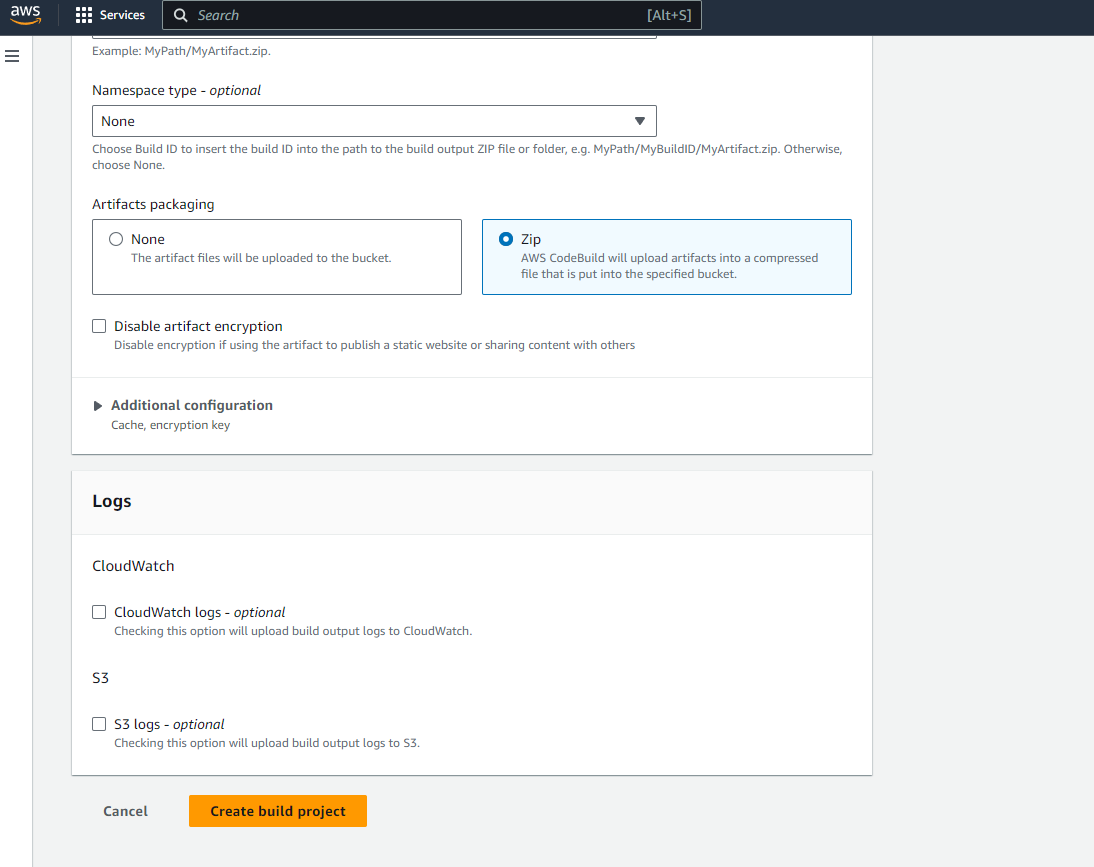 aws Services Search [Alt+S]
Example: MyPath/MyArtifact.zip.
Namespace type - optional
None
Choose Build ID to insert the build ID into the path to the build output ZIP file or folder, e.g. MyPath/MyBuildID/MyArtifact.zip. Otherwise,
choose None.
Artifacts packaging
None
The artifact files will be uploaded to the bucket.
Zip
AWS CodeBuild will upload artifacts into a compressed
file that is put into the specified bucket.
Disable artifact encryption
Disable encryption if using the artifact to publish a static website or sharing content with others
Additional configuration
Cache, encryption key
Logs
CloudWatch
CloudWatch logs - optional
Checking this option will upload build output logs to CloudWatch.
S3
S3 logs - optional
Checking this option will upload build output logs to S3.
Cancel Create build project